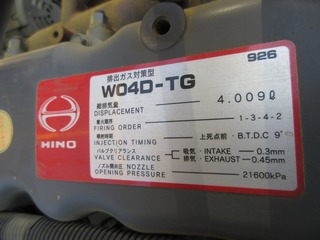 926
排出ガス対策型
W04D-TG
総排気量
DISPLACEMENT 4.009ℓ
着火順序
FIRING ORDER 1-3-4-2
噴射時期
INJECTION TIMING 上死点前・B.T.D.C 9°
バルブクリアランス
VALVE CLEARANCE 吸気・INTAKE 0.3mm
排気・EXHAUST 0.45mm
ノズル開弁圧 NOZZLE
OPENING PRESSURE 21600kPa
HINO